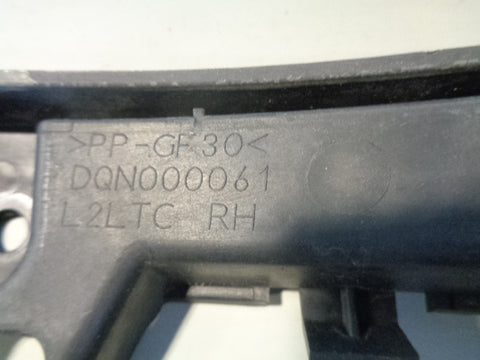 >PP-GF30<
DQN000061
L2LTC RH